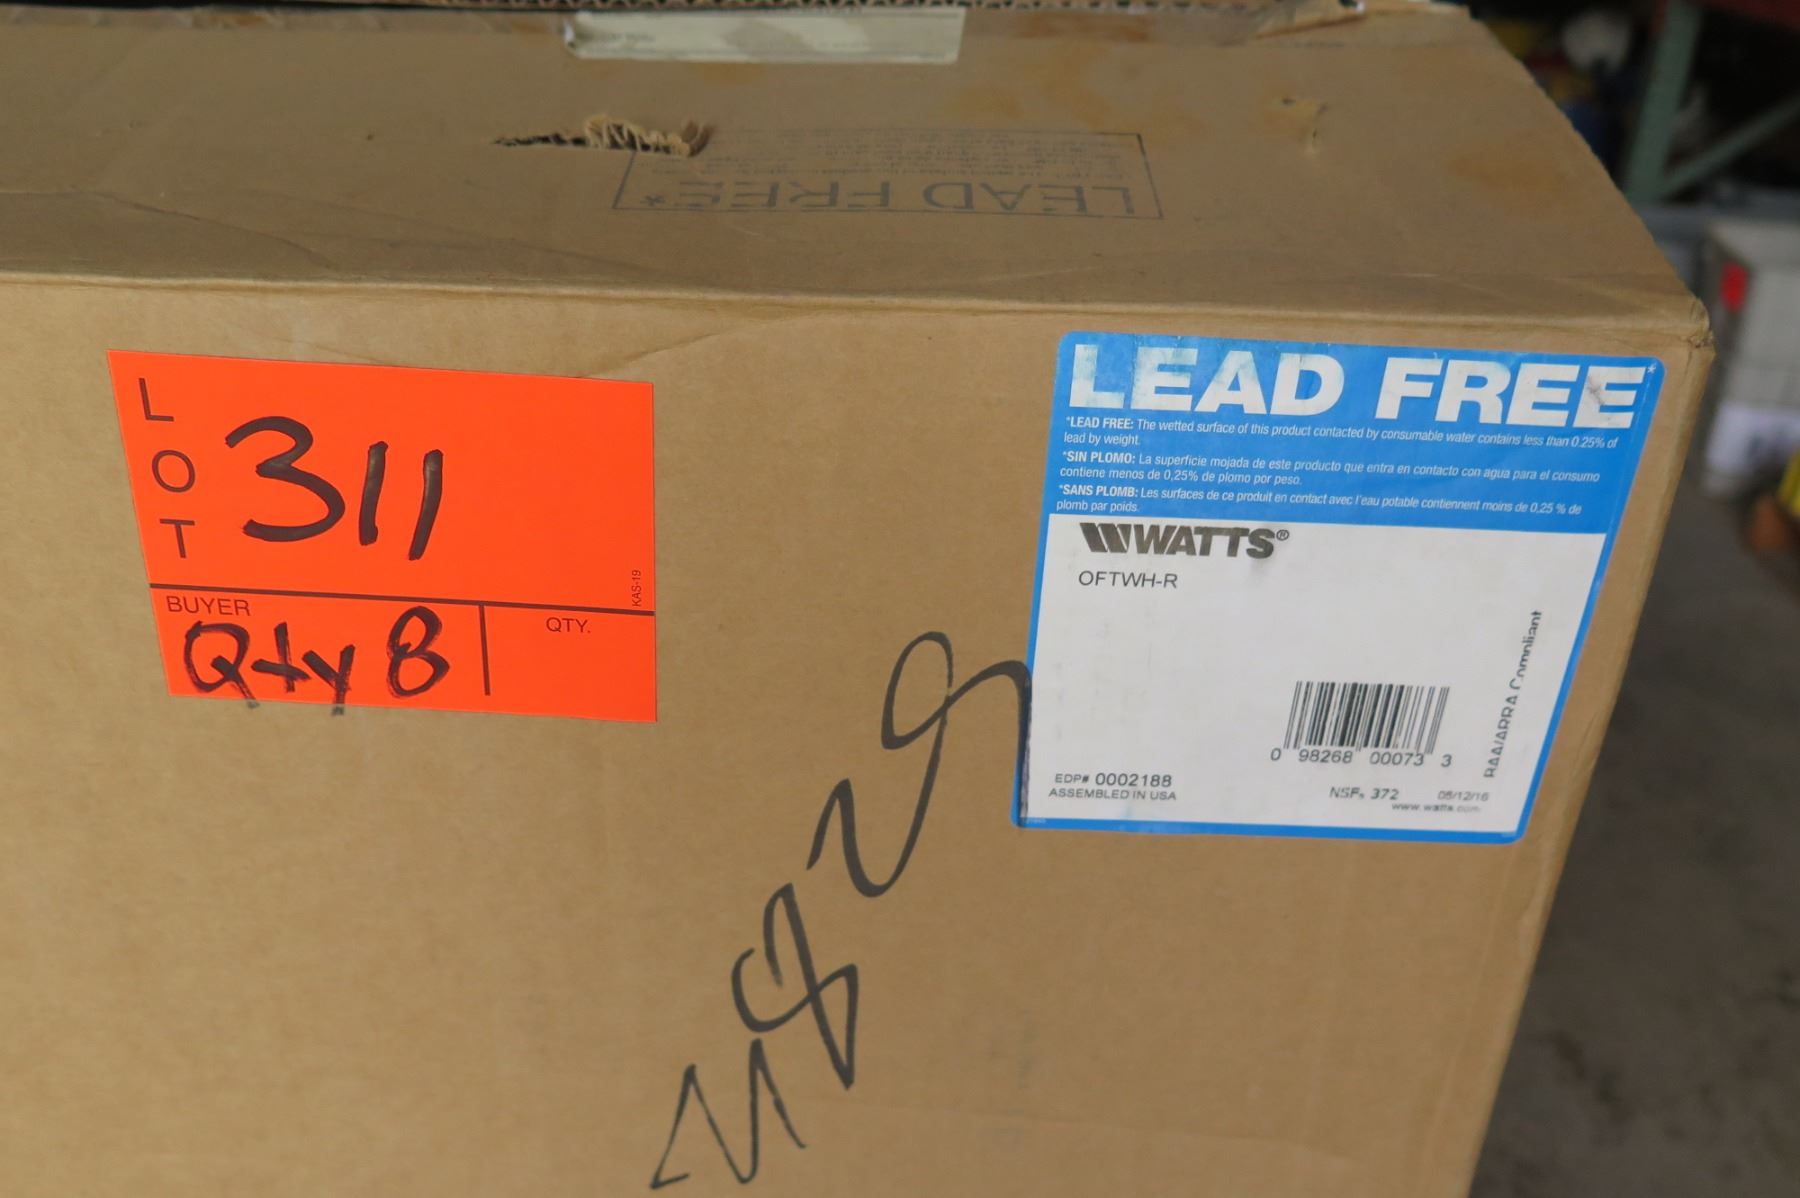 LEAD FREE*
LOT
311
KAS-19
BUYER
QTY.
Qty 8
LEAD FREE*
*LEAD FREE: The wetted surface of this product contacted by consumable water contains less than 0.25% of
lead by weight.
*SIN PLOMO: La superficie mojada de este producto que entra en contacto con agua para el consumo
contiene menos de 0,25% de plomo por peso.
*SANS PLOMB: Les surfaces de ce produit en contact avec l'eau potable contiennent moins de 0,25 % de
plomb par poids.
WATTS®
OFTWH-R
RAA/ARRA Compliant
0 98268 00073 3
EDP# 0002188
ASSEMBLED IN USA
NSF® 372
05/12/16
www.watts.com